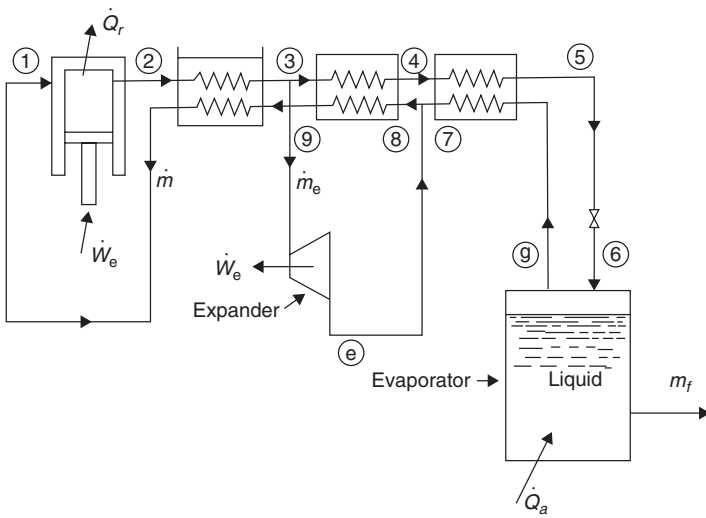 Q̇r
1
2
3
4
5
9
8
7
ṁ
ṁe
Ẇe
Ẇe
g
6
Expander
e
Evaporator
Liquid
mf
Q̇a